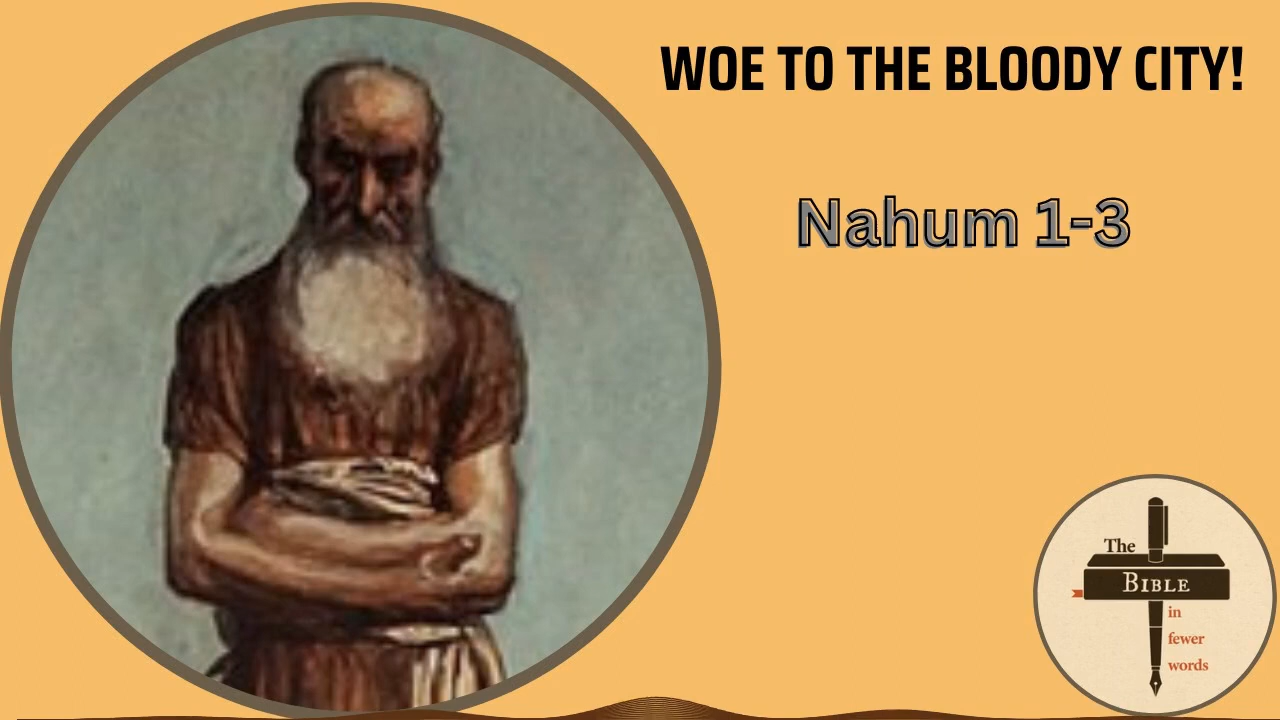 WOE TO THE BLOODY CITY!
Nahum 1-3
The
BIBLE
in
fewer
words